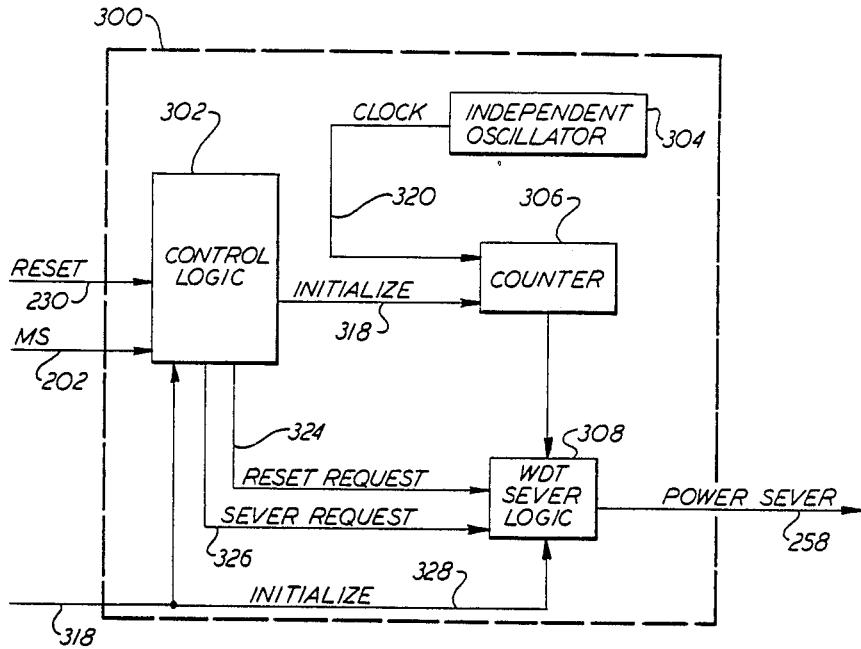 300
302
CLOCK
INDEPENDENT
OSCILLATOR
304
320
306
CONTROL
LOGIC
COUNTER
RESET
230
INITIALIZE
318
MS
202
324
308
RESET REQUEST
WDT
SEVER
LOGIC
POWER SEVER
258
SEVER REQUEST
326
328
INITIALIZE
318